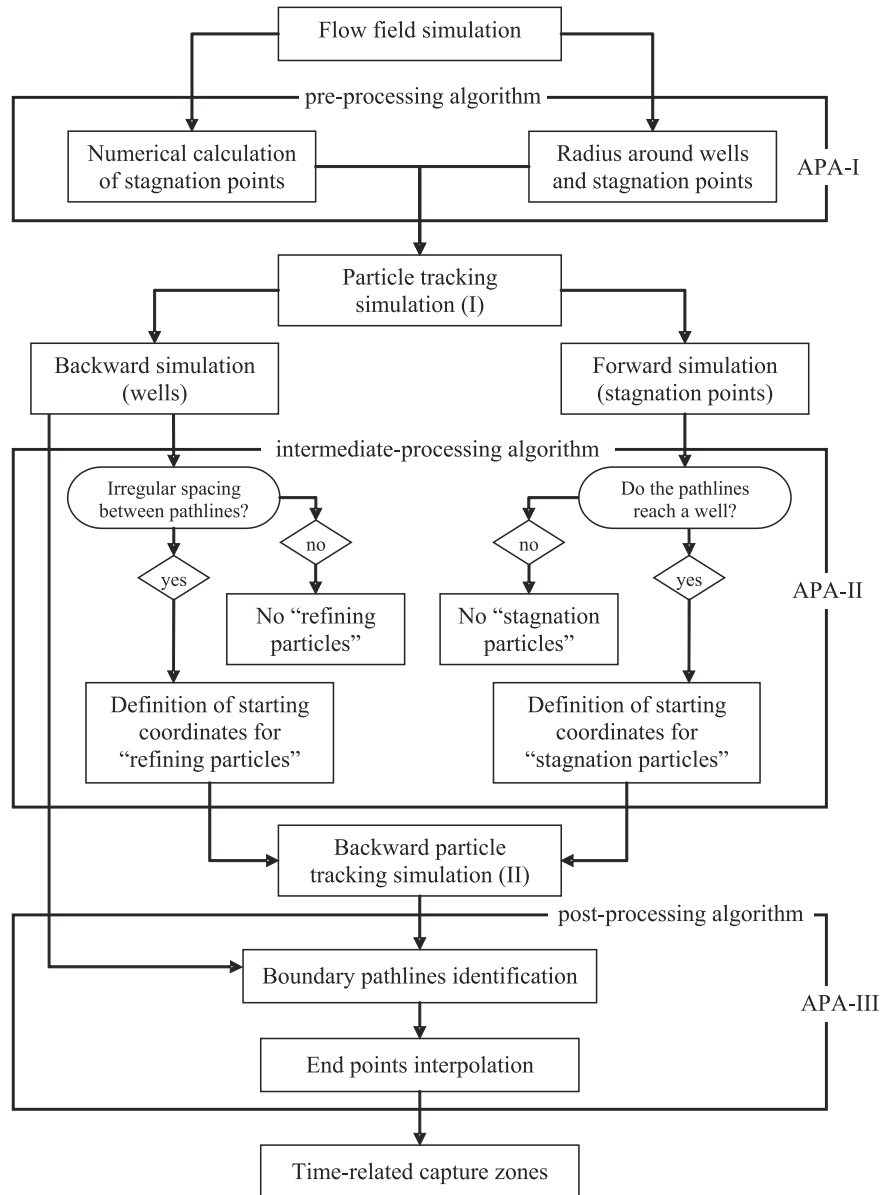 Flow field simulation
pre-processing algorithm
Numerical calculation
of stagnation points
Radius around wells
and stagnation points
APA-I
Particle tracking
simulation (I)
Backward simulation
(wells)
Forward simulation
(stagnation points)
intermediate-processing algorithm
Irregular spacing
between pathlines?
Do the pathlines
reach a well?
no
no
yes
yes
APA-II
No “refining
particles”
No “stagnation
particles”
Definition of starting
coordinates for
“refining particles”
Definition of starting
coordinates for
“stagnation particles”
Backward particle
tracking simulation (II)
post-processing algorithm
Boundary pathlines identification
APA-III
End points interpolation
Time-related capture zones